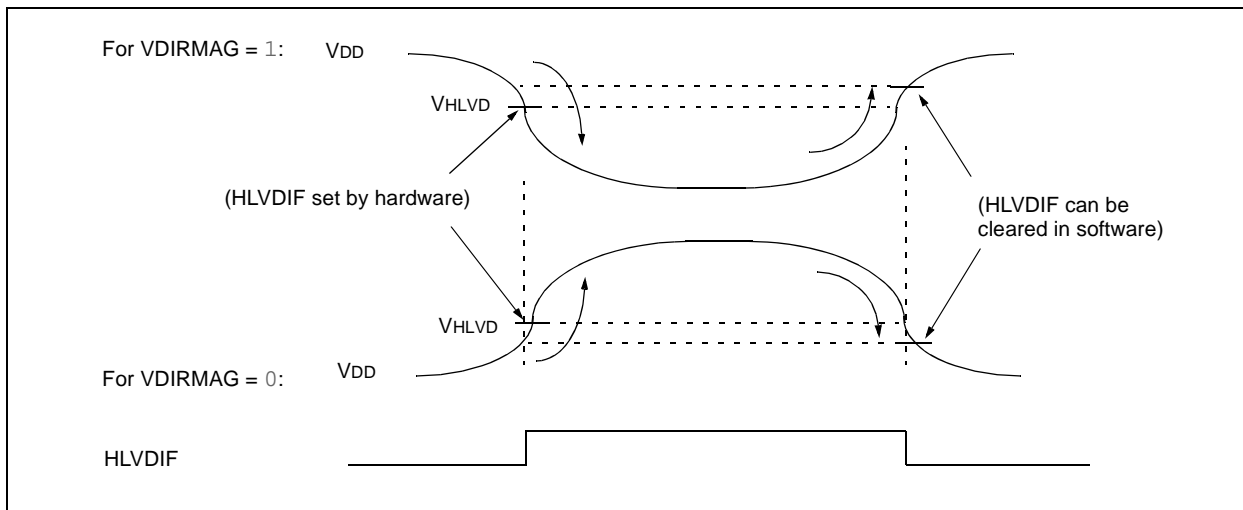 For VDIRMAG = 1: VDD
VHLVD
(HLVDIF set by hardware)
(HLVDIF can be
cleared in software)
VHLVD
For VDIRMAG = 0: VDD
HLVDIF